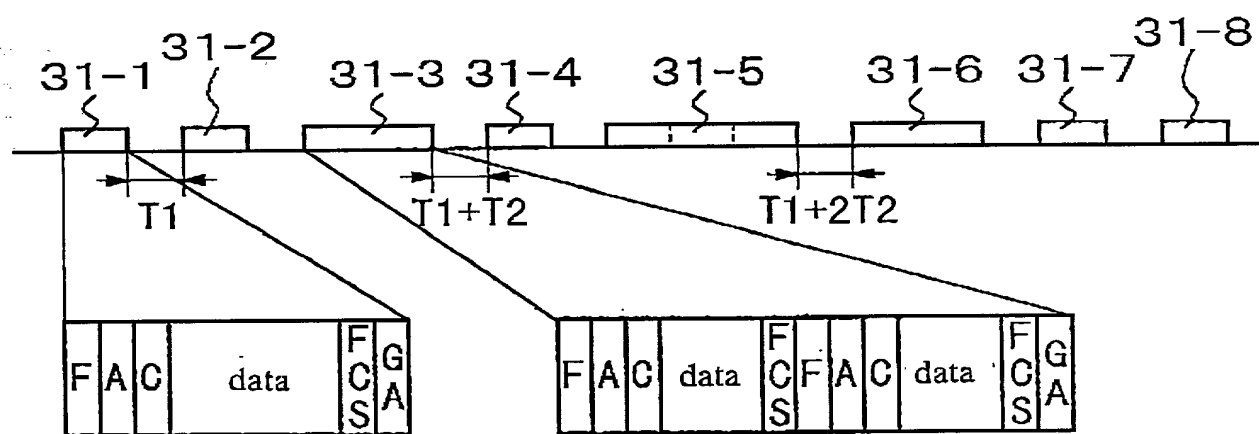 31-1 31-2 31-3 31-4 31-5 31-6 31-7 31-8
T1 T1+T2 T1+2T2
F A C data FCS GA F A C data FCS F A C data FCS GA